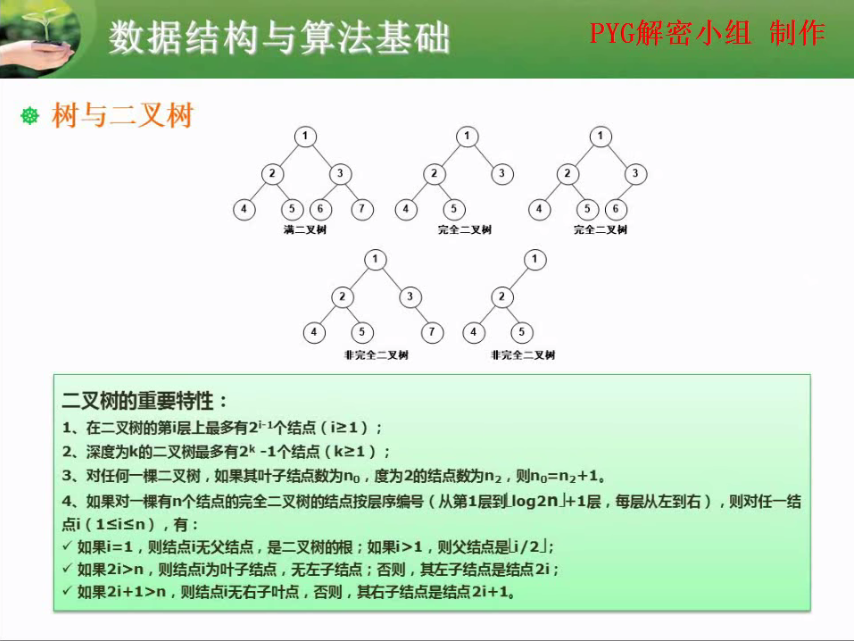 数据结构与算法基础
PYG解密小组 制作
树与二叉树
1 1 1
2 3 2 3 2 3
4 5 6 7 4 5 4 5 6
满二叉树 完全二叉树 完全二叉树
1 1
2 3 2
4 5 7 4 5
非完全二叉树 非完全二叉树
二叉树的重要特性：
1、在二叉树的第i层上最多有2ⁱ⁻¹个结点（i≥1）；
2、深度为k的二叉树最多有2ᵏ -1个结点（k≥1）；
3、对任何一棵二叉树，如果其叶子结点数为n₀，度为2的结点数为n₂，则n₀=n₂+1。
4、如果对一棵有n个结点的完全二叉树的结点按层序编号（从第1层到⌊log2n⌋+1层，每层从左到右），则对任一结
点i（1≤i≤n），有：
✓ 如果i=1，则结点i无父结点，是二叉树的根；如果i>1，则父结点是⌊i/2⌋；
✓ 如果2i>n，则结点i为叶子结点，无左子结点；否则，其左子结点是结点2i；
✓ 如果2i+1>n，则结点i无右子叶点，否则，其右子结点是结点2i+1。